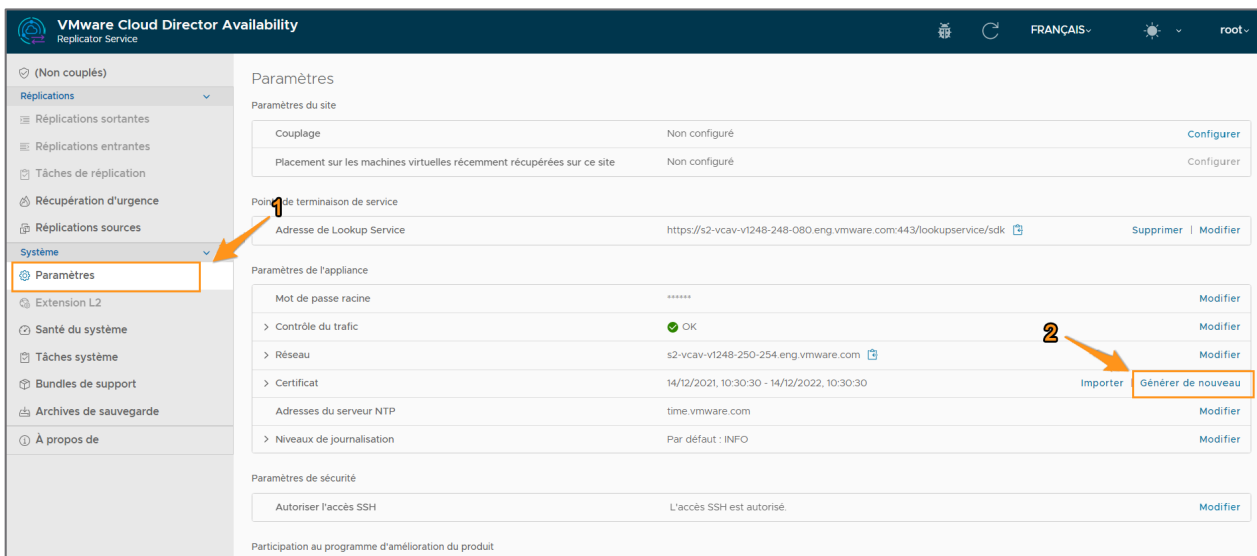 VMware Cloud Director Availability
Replicator Service
FRANÇAIS
root
(Non couplés)
Réplications
Réplications sortantes
Réplications entrantes
Tâches de réplication
Récupération d'urgence
Réplications sources
Système
Paramètres
Extension L2
Santé du système
Tâches système
Bundles de support
Archives de sauvegarde
À propos de
1
Paramètres
Paramètres du site
Couplage Non configuré Configurer
Placement sur les machines virtuelles récemment récupérées sur ce site Non configuré Configurer
de terminaison de service
Adresse de Lookup Service https://s2-vcav-v1248-248-080.eng.vmware.com:443/lookupservice/sdk Supprimer | Modifier
Paramètres de l'appliance
Mot de passe racine ****** Modifier
Contrôle du trafic OK Modifier
2
Réseau s2-vcav-v1248-250-254.eng.vmware.com Modifier
Certificat 14/12/2021, 10:30:30 - 14/12/2022, 10:30:30 Importer | Générer de nouveau
Adresses du serveur NTP time.vmware.com Modifier
Niveaux de journalisation Par défaut : INFO Modifier
Paramètres de sécurité
Autoriser l'accès SSH L'accès SSH est autorisé. Modifier
Participation au programme d'amélioration du produit